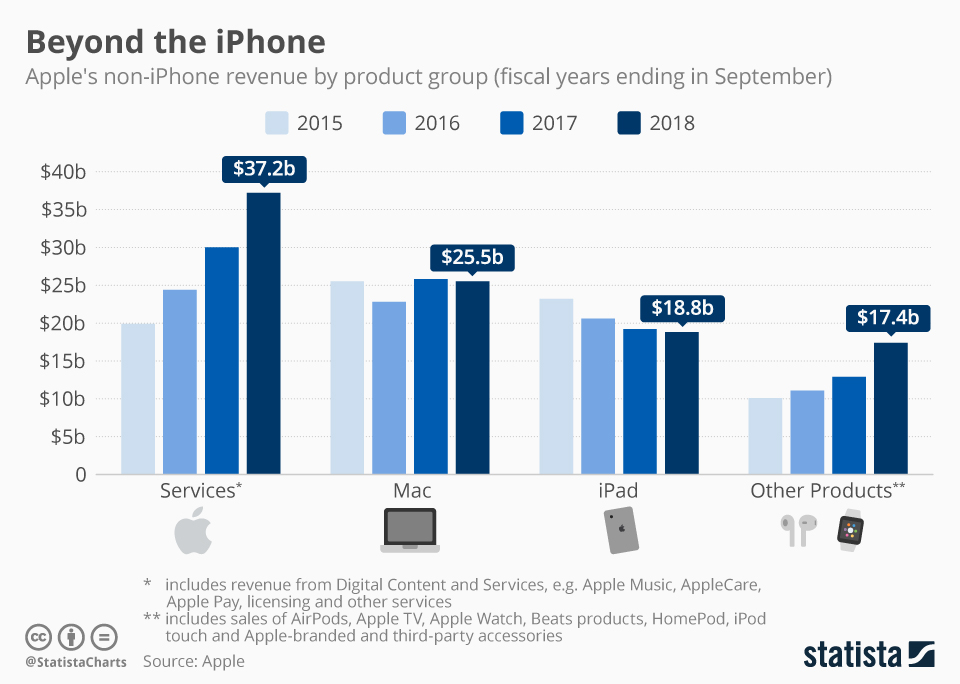 Beyond the iPhone
Apple's non-iPhone revenue by product group (fiscal years ending in September)
2015 2016 2017 2018
$40b
$35b
$30b
$25b
$20b
$15b
$10b
$5b
0
$37.2b
$25.5b
$18.8b
$17.4b
Services* Mac iPad Other Products**
* includes revenue from Digital Content and Services, e.g. Apple Music, AppleCare,
Apple Pay, licensing and other services
** includes sales of AirPods, Apple TV, Apple Watch, Beats products, HomePod, iPod
touch and Apple-branded and third-party accessories
cc
@StatistaCharts Source: Apple
statista